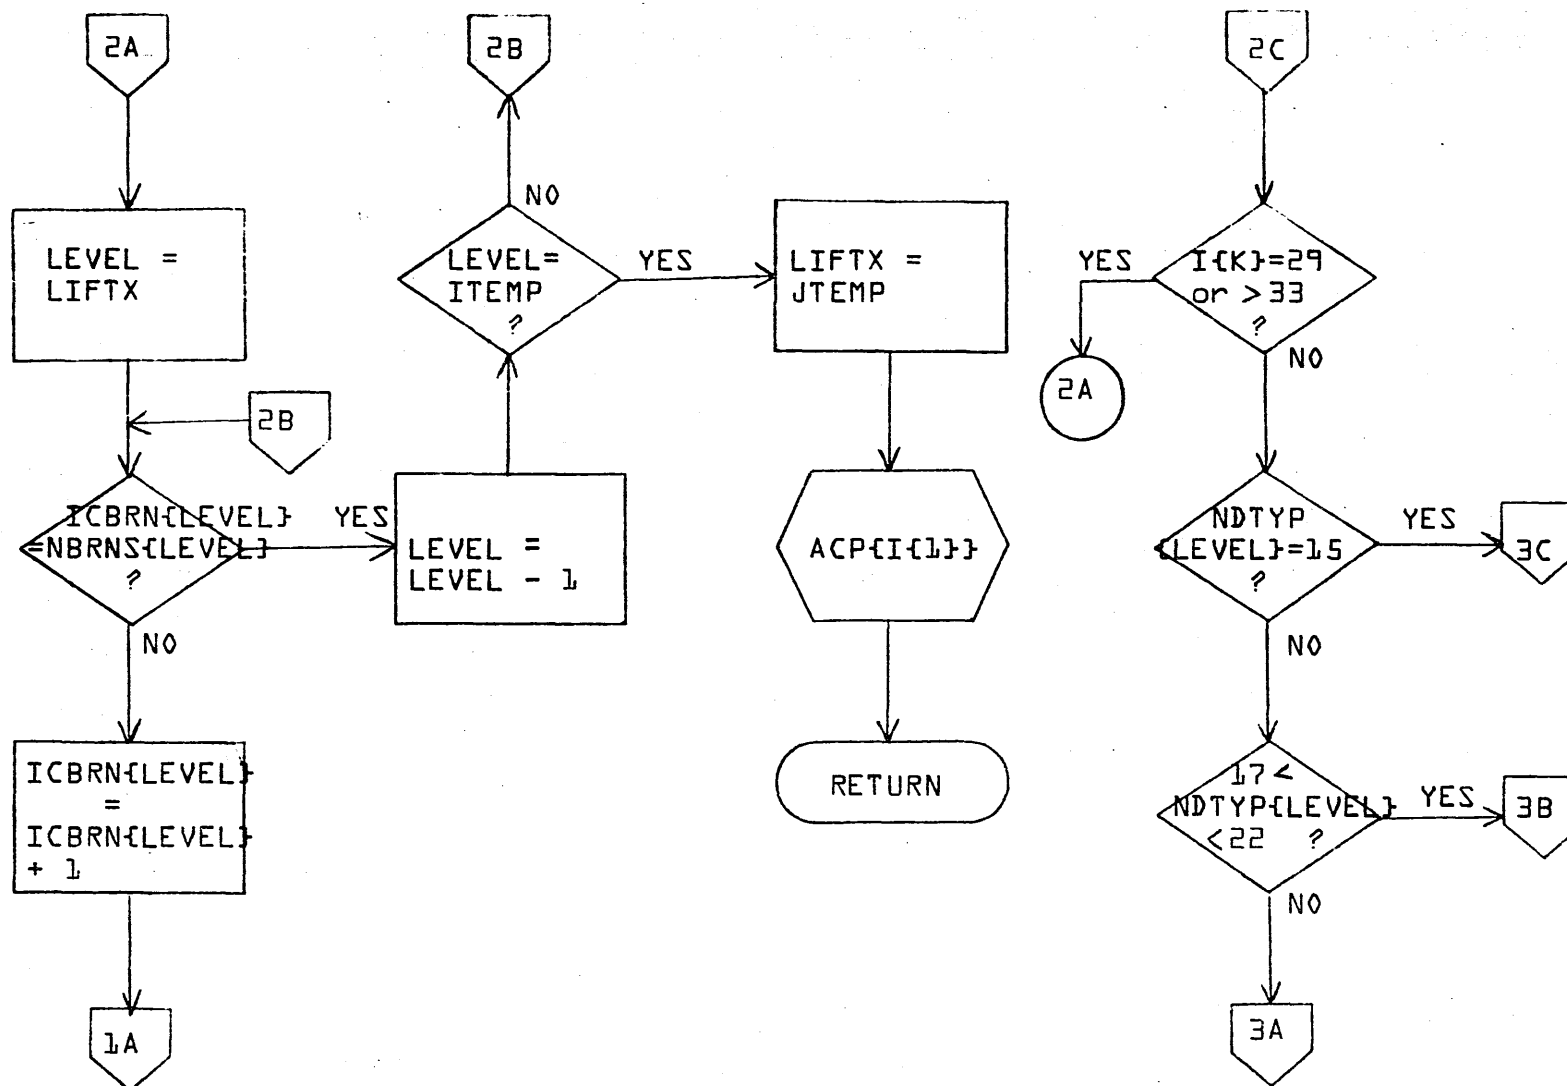 2A
LEVEL =
LIFTX
2B
ICBRN{LEVEL}
=NBRNS{LEVEL}
?
YES
NO
ICBRN{LEVEL}
=
ICBRN{LEVEL}
+ 1
1A
2B
NO
LEVEL=
ITEMP
?
YES
LEVEL =
LEVEL - 1
LIFTX =
JTEMP
ACP{I{1}}
RETURN
2C
YES
I{K}=29
or >33
?
2A
NO
NDTYP
{LEVEL}=15
?
YES
3C
NO
17<
NDTYP{LEVEL}
<22 ?
YES
3B
NO
3A